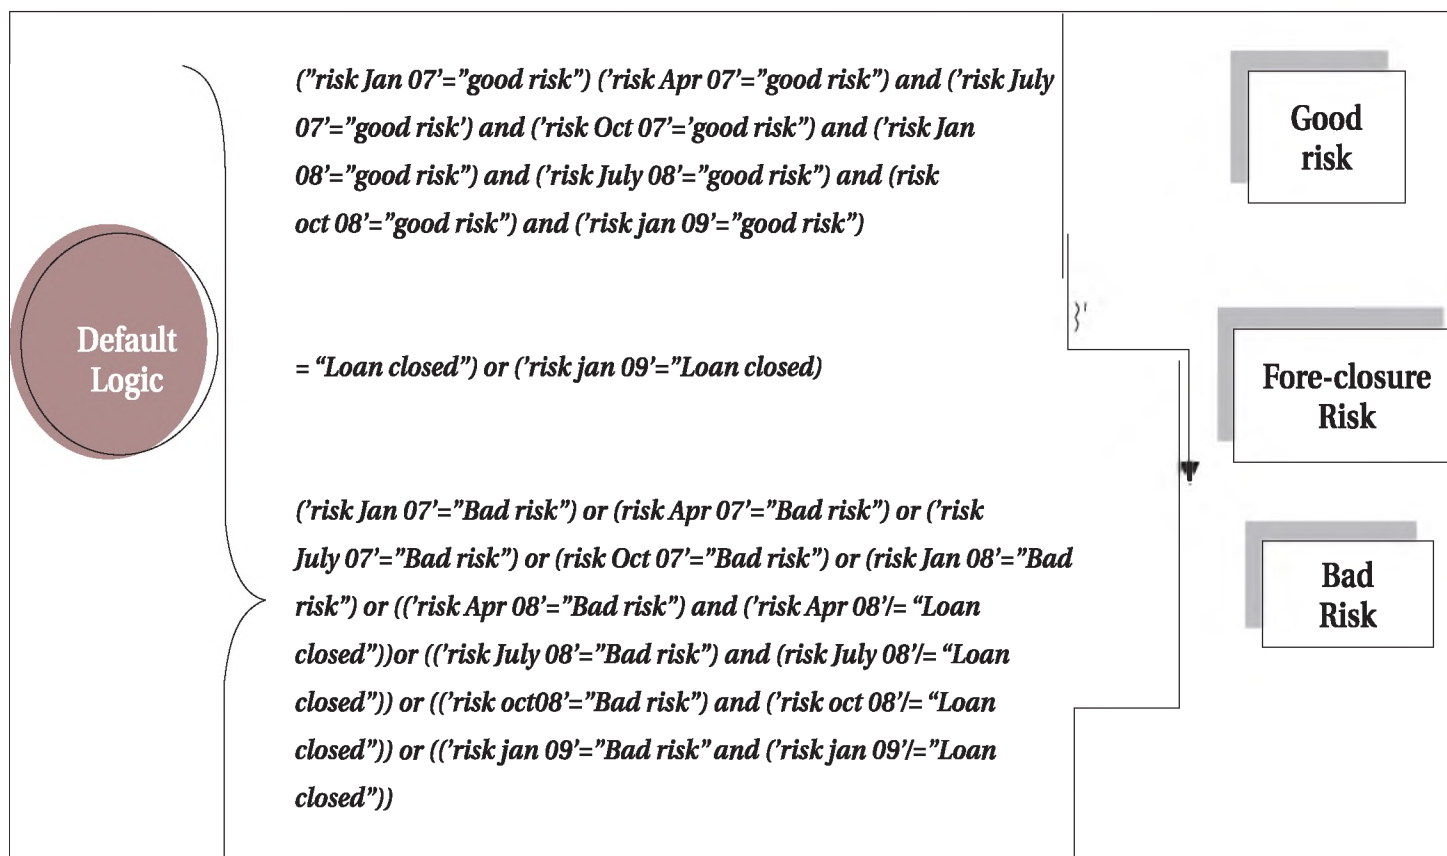 ("risk Jan 07'="good risk") ('risk Apr 07'="good risk") and ('risk July
07'="good risk') and ('risk Oct 07'='good risk") and ('risk Jan
08'="good risk") and ('risk July 08'="good risk") and (risk
oct 08'="good risk") and ('risk jan 09'="good risk")
Good
risk
Default
Logic
= “Loan closed”) or ('risk jan 09'="Loan closed)
Fore-closure
Risk
('risk Jan 07'="Bad risk") or (risk Apr 07'="Bad risk") or ('risk
July 07'="Bad risk") or (risk Oct 07'="Bad risk") or (risk Jan 08'="Bad
risk") or (('risk Apr 08'="Bad risk") and ('risk Apr 08'/= “Loan
closed"))or (('risk July 08'="Bad risk") and (risk July 08'/= “Loan
closed")) or (('risk oct08'="Bad risk") and ('risk oct 08'/= “Loan
closed")) or (('risk jan 09'="Bad risk" and ('risk jan 09'/="Loan
closed"))
Bad
Risk